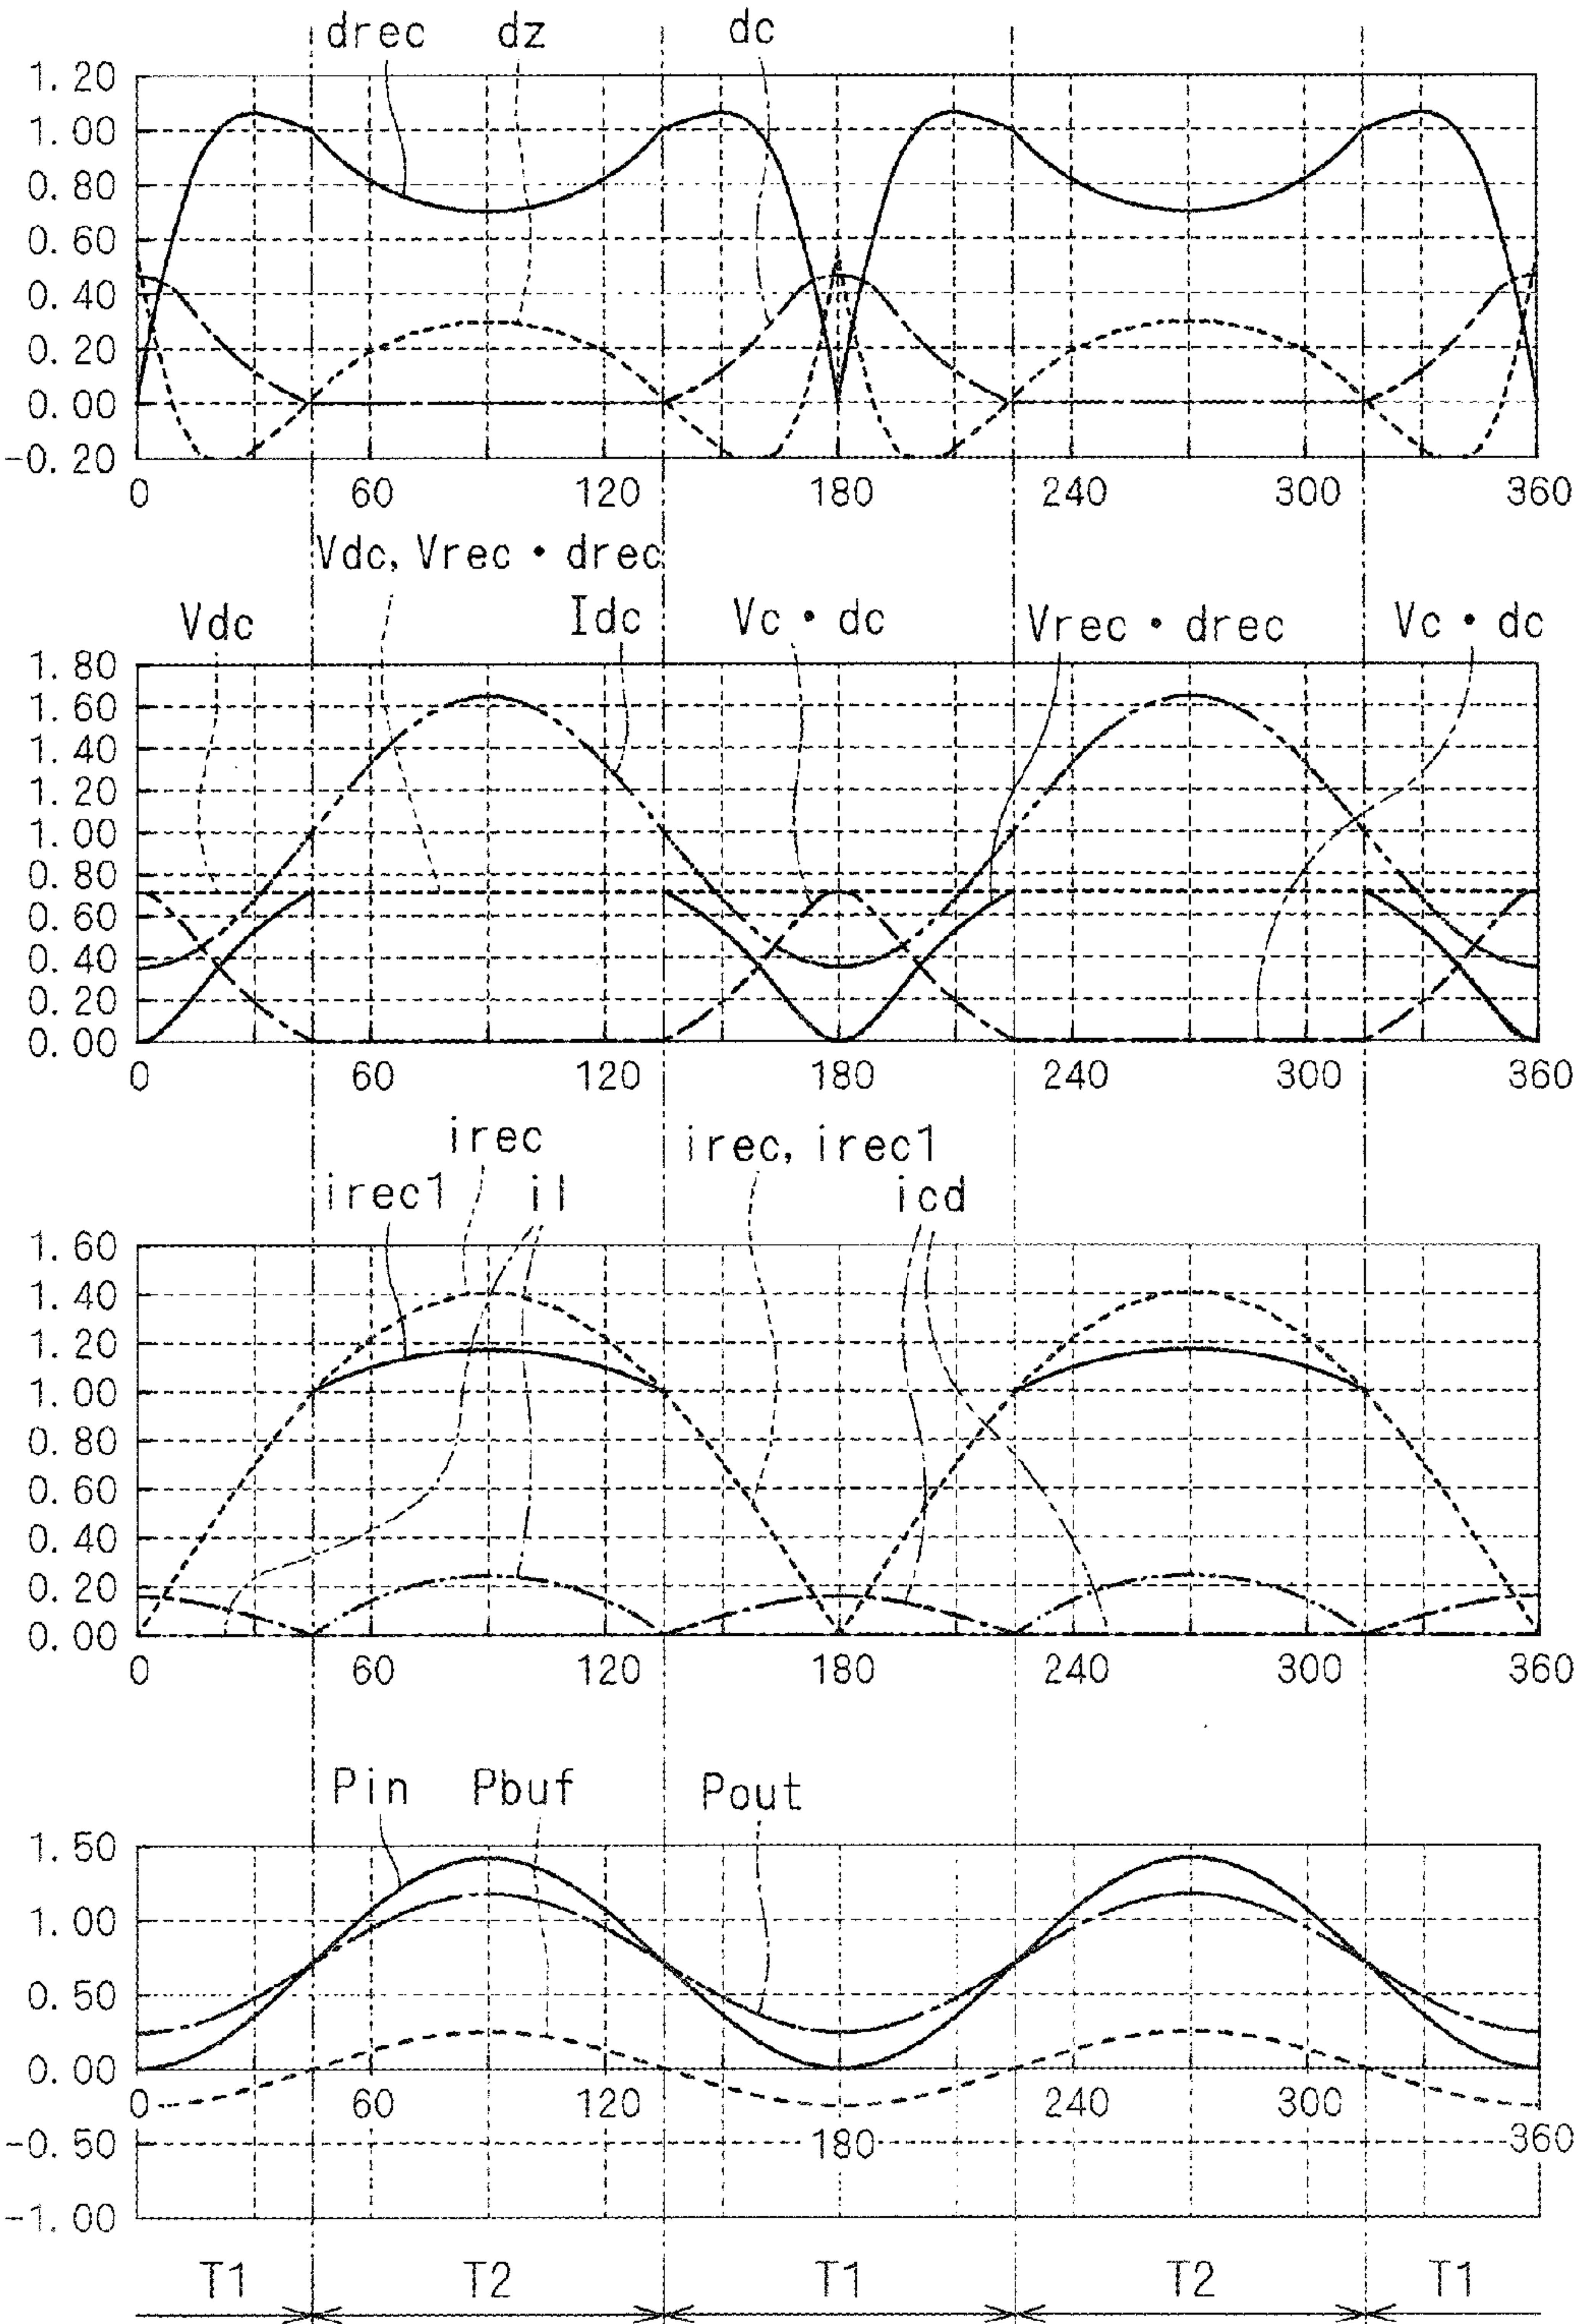 drec dz dc
1.20
1.00
0.80
0.60
0.40
0.20
0.00
-0.20
0 60 120 180 240 300 360
Vdc, Vrec・drec
Vdc Idc Vc・dc Vrec・drec Vc・dc
1.80
1.60
1.40
1.20
1.00
0.80
0.60
0.40
0.20
0.00
0 60 120 180 240 300 360
irec irec, irec1
irec1 il icd
1.60
1.40
1.20
1.00
0.80
0.60
0.40
0.20
0.00
0 60 120 180 240 300 360
Pin Pbuf Pout
1.50
1.00
0.50
0.00
0 60 120 240 300
-0.50 180 360
-1.00
T1 T2 T1 T2 T1